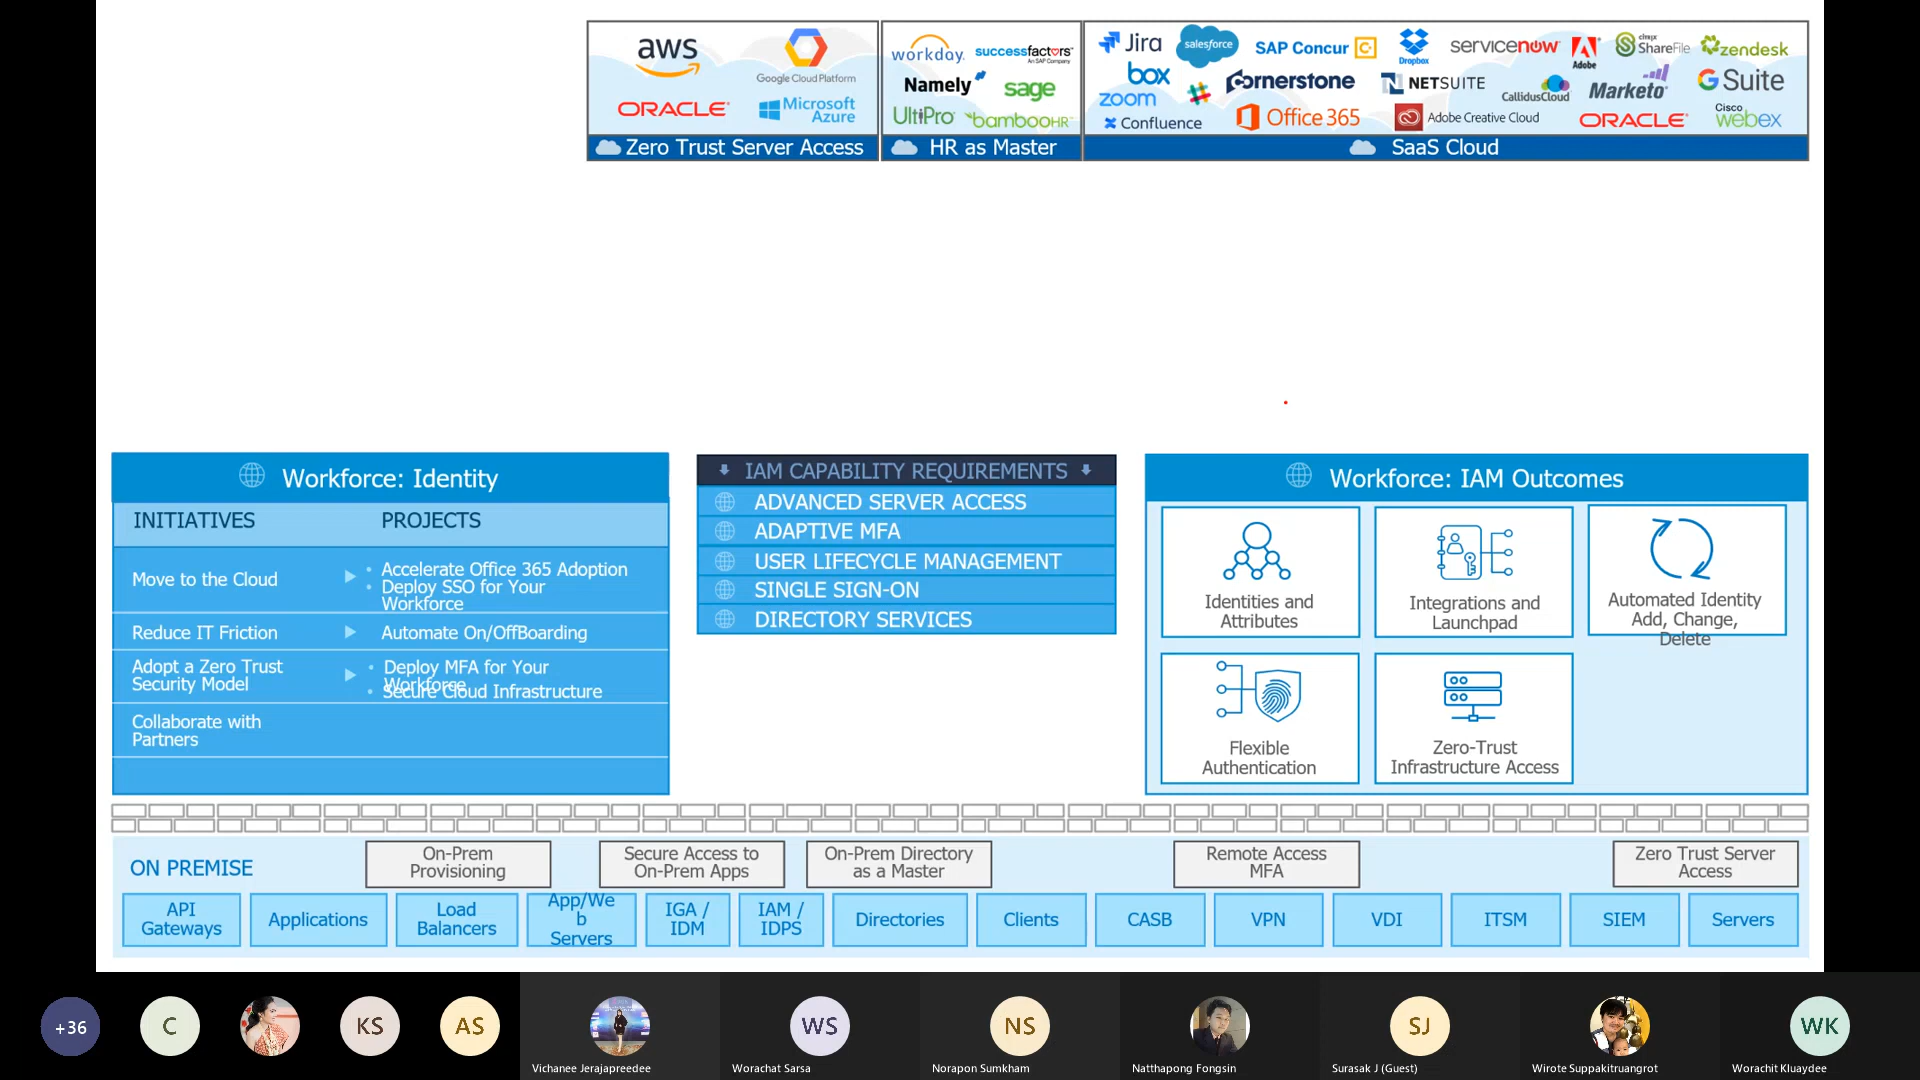 aws
Google Cloud Platform
ORACLE
Microsoft
Azure
Zero Trust Server Access
workday.
successfactors
An SAP Company
Namely
sage
UltiPro
bambooHR
HR as Master
Jira
salesforce
SAP Concur
Dropbox
servicenow
Adobe
citrix
ShareFile
zendesk
box
Cornerstone
NETSUITE
CallidusCloud
Marketo
G Suite
zoom
Confluence
Office 365
Adobe Creative Cloud
ORACLE
Cisco
webex
SaaS Cloud
Workforce: Identity
INITIATIVES
PROJECTS
Move to the Cloud
• Accelerate Office 365 Adoption
• Deploy SSO for Your
Workforce
Reduce IT Friction
Automate On/OffBoarding
Adopt a Zero Trust
Security Model
• Deploy MFA for Your
Workforce
• Secure Cloud Infrastructure
Collaborate with
Partners
IAM CAPABILITY REQUIREMENTS
ADVANCED SERVER ACCESS
ADAPTIVE MFA
USER LIFECYCLE MANAGEMENT
SINGLE SIGN-ON
DIRECTORY SERVICES
Workforce: IAM Outcomes
Identities and
Attributes
Integrations and
Launchpad
Automated Identity
Add, Change,
Delete
Flexible
Authentication
Zero-Trust
Infrastructure Access
ON PREMISE
On-Prem
Provisioning
Secure Access to
On-Prem Apps
On-Prem Directory
as a Master
Remote Access
MFA
Zero Trust Server
Access
API
Gateways
Applications
Load
Balancers
App/We
b
Servers
IGA /
IDM
IAM /
IDPS
Directories
Clients
CASB
VPN
VDI
ITSM
SIEM
Servers
+36
C
KS
AS
Vichanee Jerajapreedee
WS
Worachat Sarsa
NS
Norapon Sumkham
Natthapong Fongsin
SJ
Surasak J (Guest)
Wirote Suppakitruangrot
WK
Worachit Kluaydee